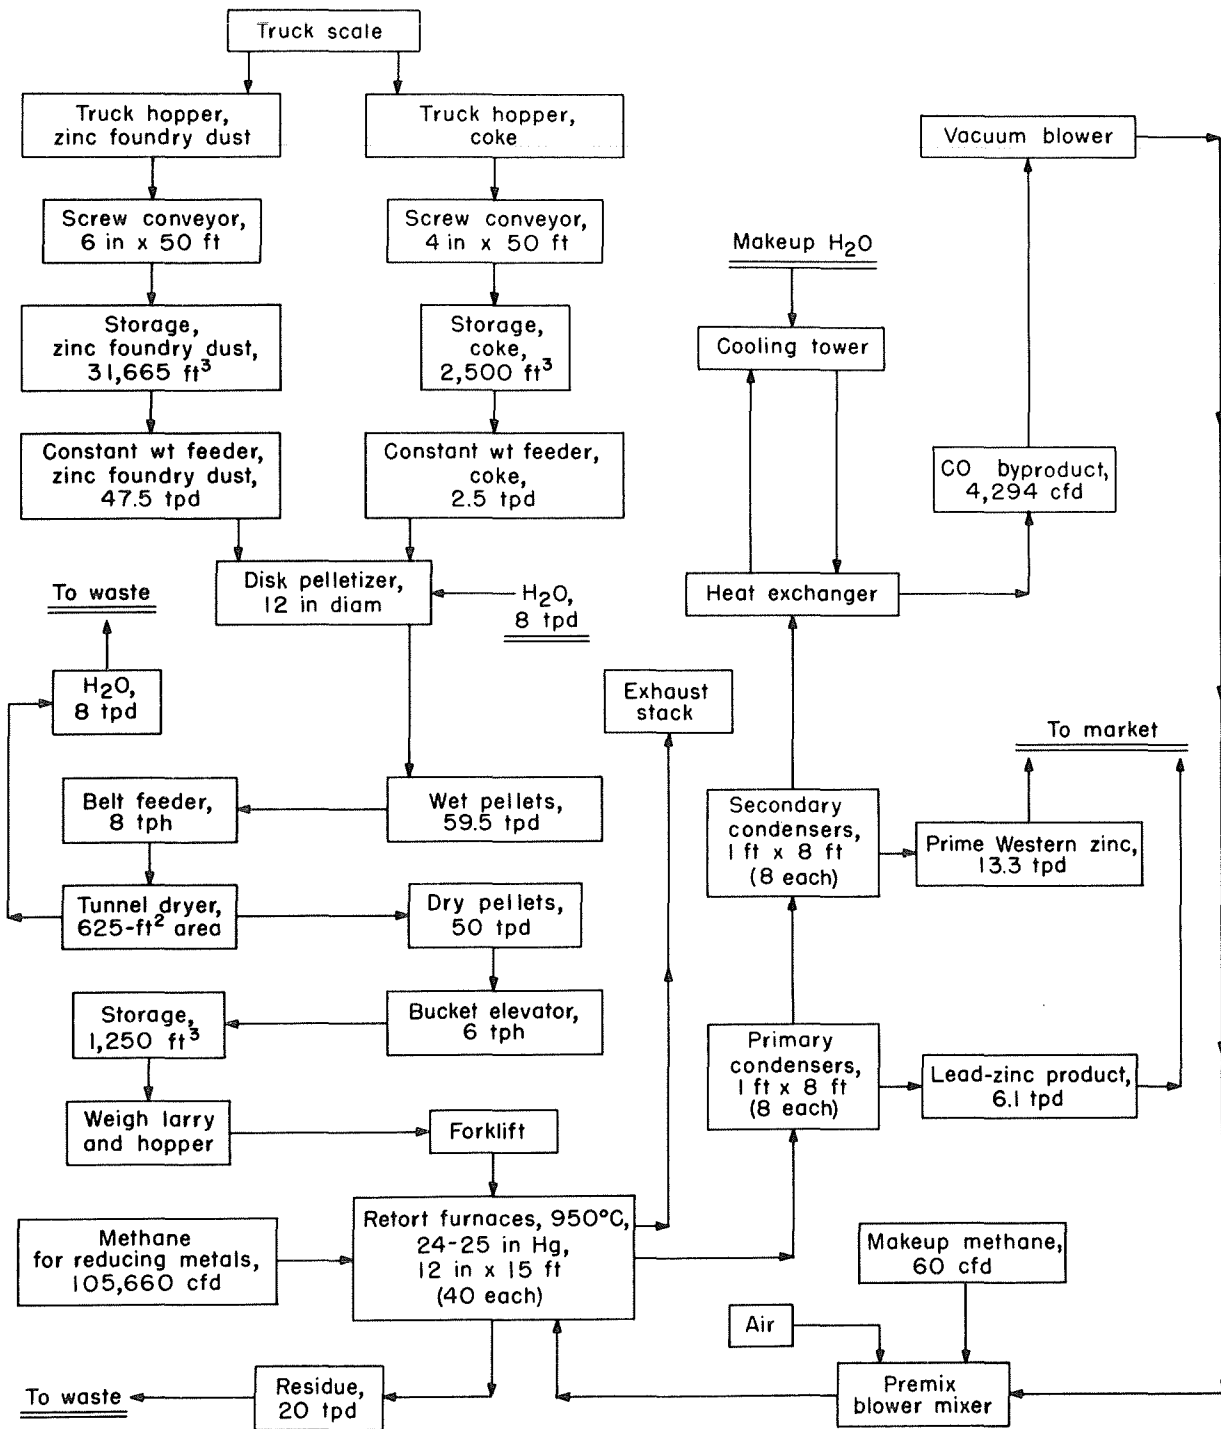 Truck scale
Truck hopper,
zinc foundry dust
Truck hopper,
coke
Screw conveyor,
6 in x 50 ft
Screw conveyor,
4 in x 50 ft
Storage,
zinc foundry dust,
31,665 ft³
Storage,
coke,
2,500 ft³
Constant wt feeder,
zinc foundry dust,
47.5 tpd
Constant wt feeder,
coke,
2.5 tpd
Disk pelletizer,
12 in diam
H₂O,
8 tpd
To waste
H₂O,
8 tpd
Belt feeder,
8 tph
Wet pellets,
59.5 tpd
Tunnel dryer,
625-ft² area
Dry pellets,
50 tpd
Storage,
1,250 ft³
Bucket elevator,
6 tph
Weigh larry
and hopper
Forklift
Methane
for reducing metals,
105,660 cfd
Retort furnaces, 950°C,
24-25 in Hg,
12 in x 15 ft
(40 each)
Residue,
20 tpd
To waste
Exhaust
stack
Vacuum blower
Makeup H₂O
Cooling tower
CO byproduct,
4,294 cfd
Heat exchanger
To market
Secondary
condensers,
1 ft x 8 ft
(8 each)
Prime Western zinc,
13.3 tpd
Primary
condensers,
1 ft x 8 ft
(8 each)
Lead-zinc product,
6.1 tpd
Makeup methane,
60 cfd
Air
Premix
blower mixer